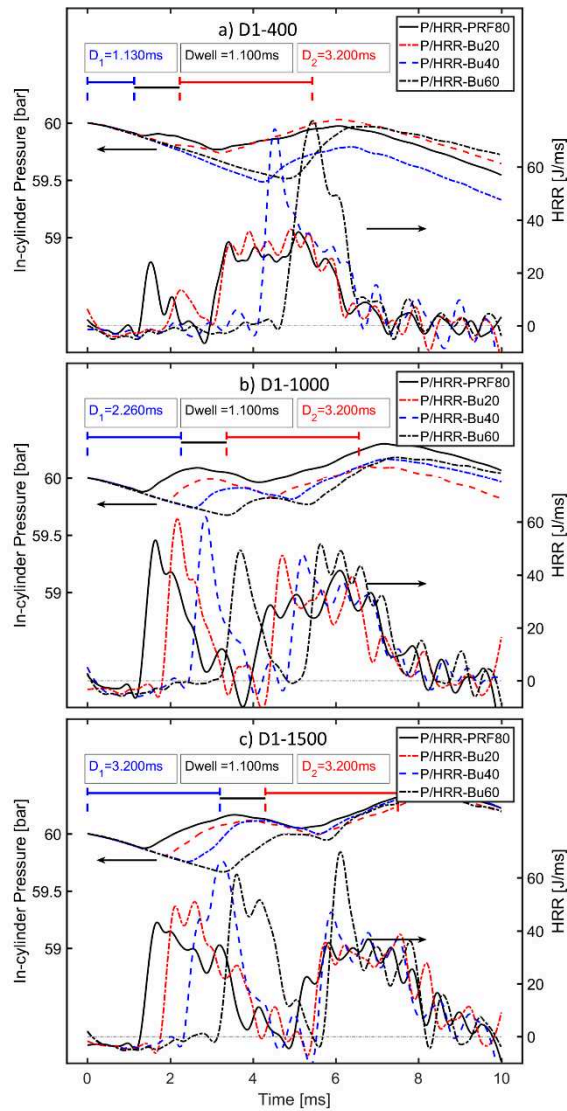 a) D1-400
P/HRR-PRF80
P/HRR-Bu20
P/HRR-Bu40
P/HRR-Bu60
D1=1.130ms Dwell =1.100ms D2=3.200ms
In-cylinder Pressure [bar]
60
59.5
59
HRR [J/ms]
60
40
20
0
b) D1-1000
P/HRR-PRF80
P/HRR-Bu20
P/HRR-Bu40
P/HRR-Bu60
D1=2.260ms Dwell =1.100ms D2=3.200ms
In-cylinder Pressure [bar]
60
59.5
59
HRR [J/ms]
60
40
20
0
c) D1-1500
P/HRR-PRF80
P/HRR-Bu20
P/HRR-Bu40
P/HRR-Bu60
D1=3.200ms Dwell =1.100ms D2=3.200ms
In-cylinder Pressure [bar]
60
59.5
59
HRR [J/ms]
60
40
20
0
0 2 4 6 8 10
Time [ms]